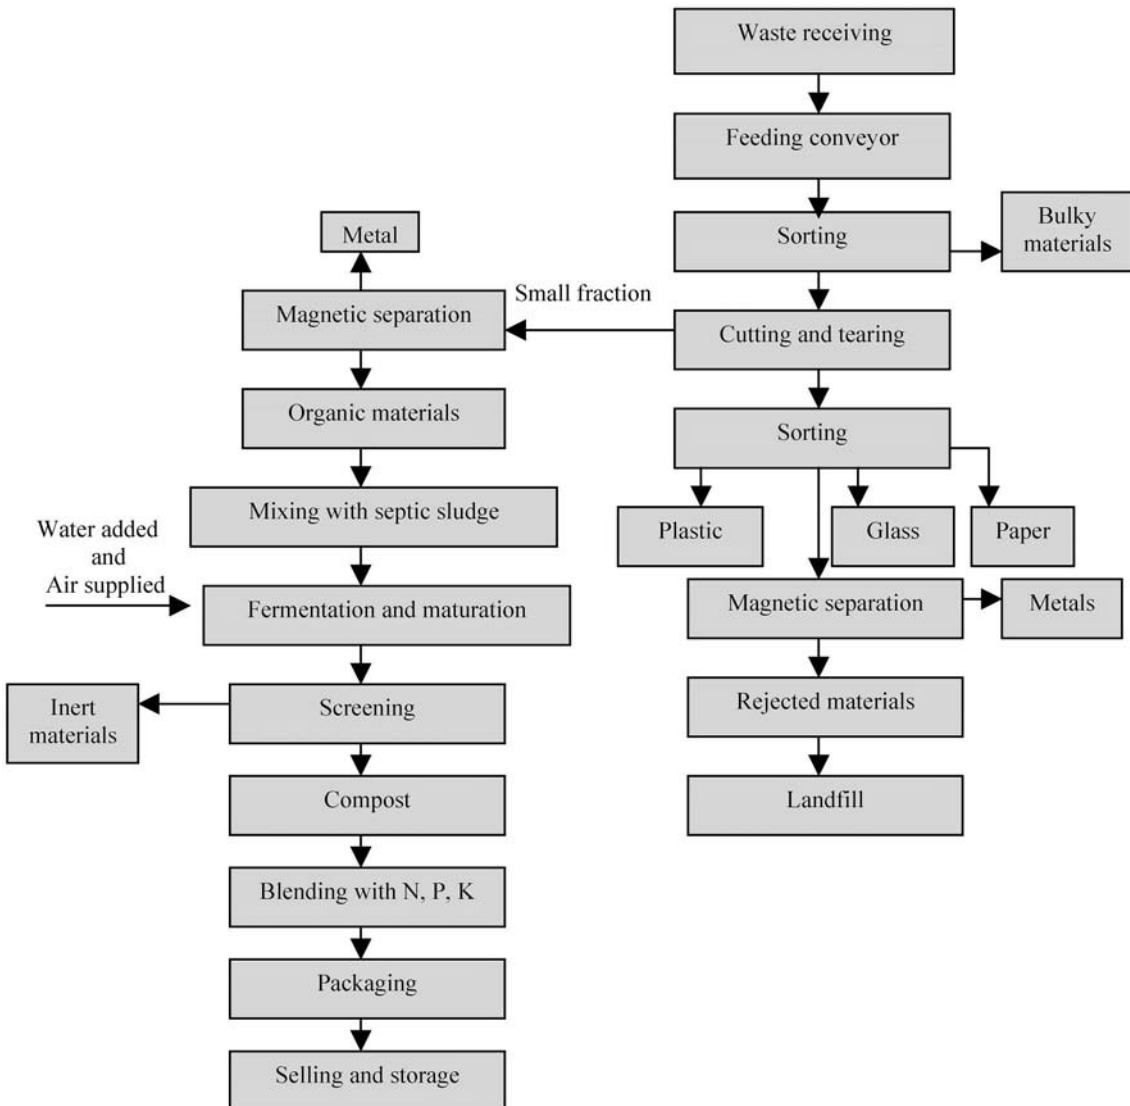 Waste receiving
Feeding conveyor
Sorting
Bulky
materials
Metal
Small fraction
Magnetic separation
Cutting and tearing
Organic materials
Sorting
Mixing with septic sludge
Plastic
Glass
Paper
Water added
and
Air supplied
Fermentation and maturation
Magnetic separation
Metals
Inert
materials
Screening
Rejected materials
Compost
Landfill
Blending with N, P, K
Packaging
Selling and storage